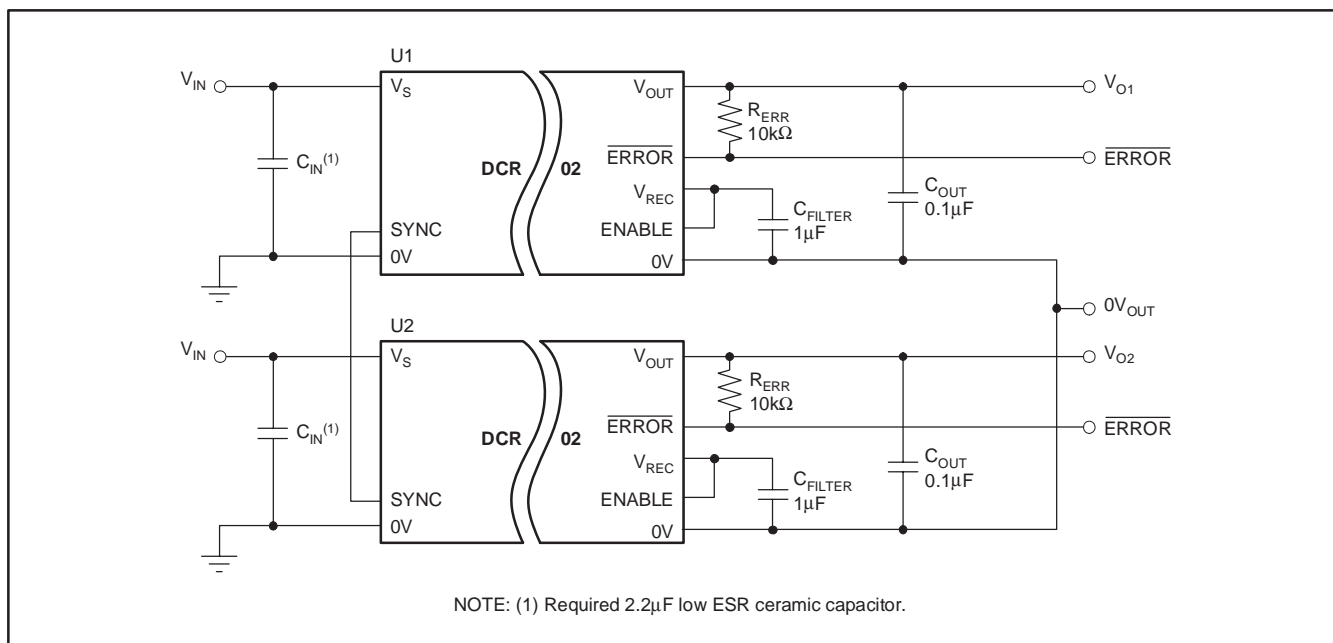 U1
V_IN
V_S
V_OUT
V_O1
R_ERR
10kΩ
ERROR
ERROR
C_IN(1)
DCR
02
V_REC
C_OUT
0.1µF
C_FILTER
1µF
SYNC
ENABLE
0V
0V
0V_OUT
U2
V_IN
V_S
V_OUT
V_O2
R_ERR
10kΩ
ERROR
ERROR
C_IN(1)
DCR
02
V_REC
C_OUT
0.1µF
C_FILTER
1µF
SYNC
ENABLE
0V
0V
NOTE: (1) Required 2.2µF low ESR ceramic capacitor.